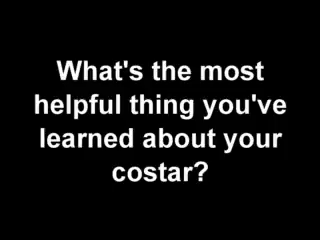 What's the most
helpful thing you've
learned about your
costar?